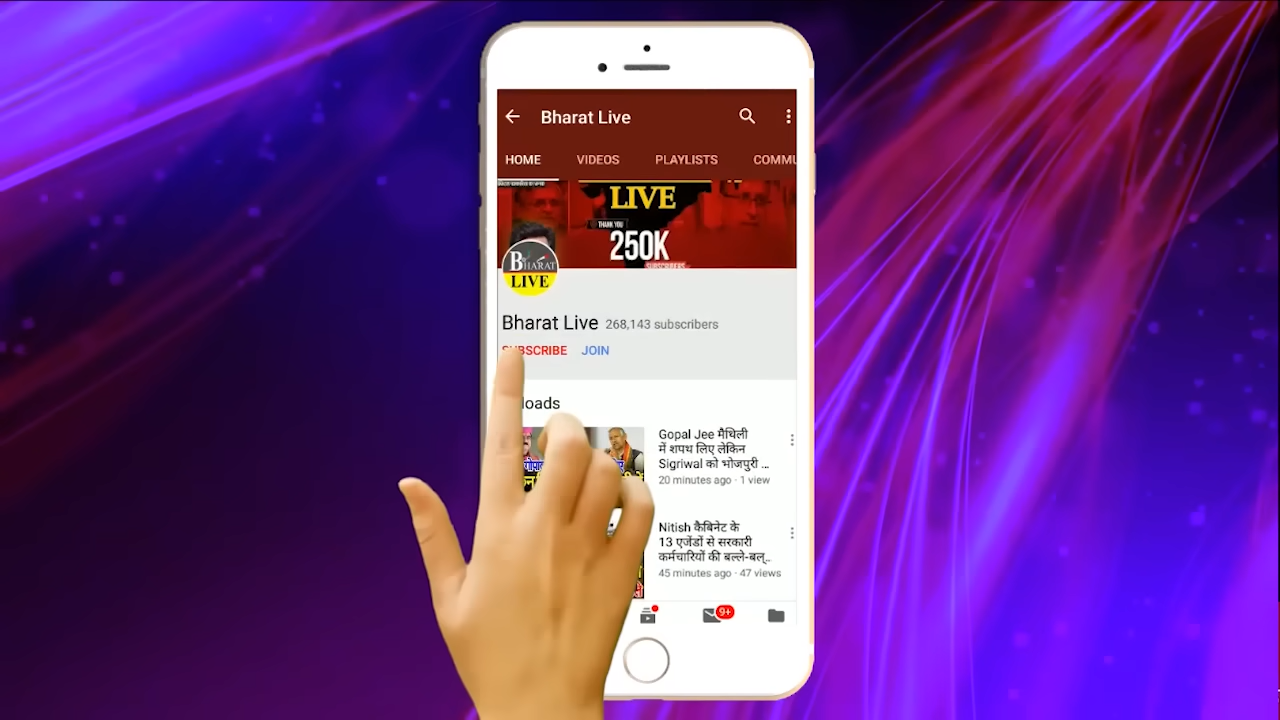 Bharat Live
HOME VIDEOS PLAYLISTS COMMU
LIVE
THANK YOU
250K
SUBSCRIBERS
BHARAT
LIVE
Bharat Live 268,143 subscribers
SUBSCRIBE JOIN
loads
Gopal Jee मैथिली
में शपथ लिए लेकिन
Sigriwal को भोजपुरी ...
20 minutes ago · 1 view
Nitish कैबिनेट के
13 एजेंडों से सरकारी
कर्मचारियों की बल्ले-बल्...
45 minutes ago · 47 views
9+